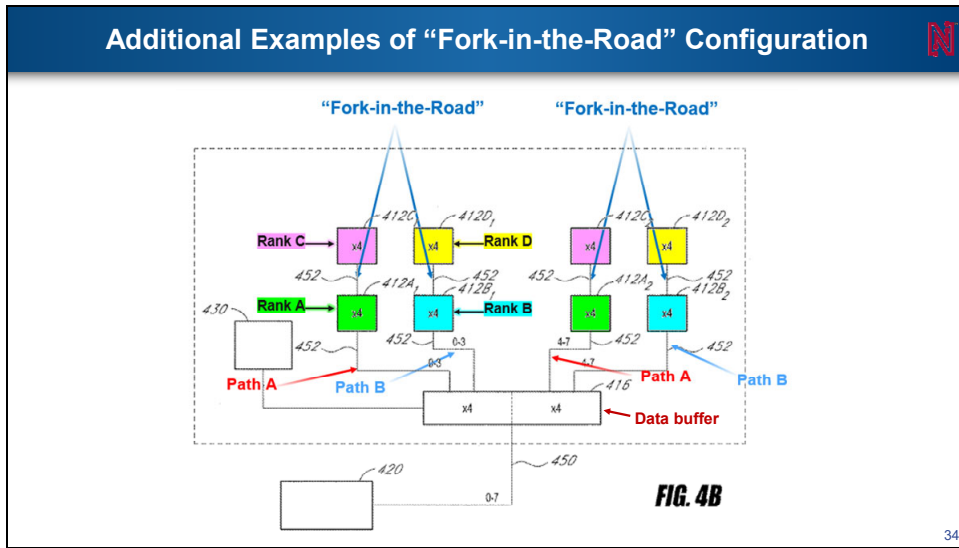 Additional Examples of “Fork-in-the-Road” Configuration
N
“Fork-in-the-Road” “Fork-in-the-Road”
412C 412D1 412C2 412D2
Rank C x4 x4 Rank D x4 x4
452 452 452 452
412A1 412B1 412A2 412B2
Rank A x4 x4 Rank B x4 x4
430
452 452 0-3 4-7 452 452
0-3 4-7
Path A Path B Path A Path B
416
x4 x4 Data buffer
450
420
0-7
FIG. 4B
34